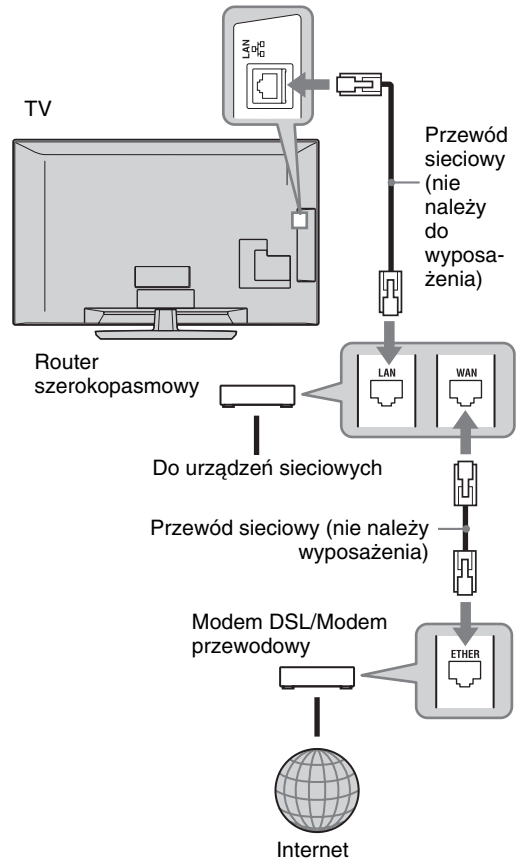 LAN
TV
Przewód
sieciowy
(nie
należy
do
wyposa-
żenia)
Router
szerokopasmowy
LAN
WAN
Do urządzeń sieciowych
Przewód sieciowy (nie należy
wyposażenia)
Modem DSL/Modem
przewodowy
ETHER
Internet